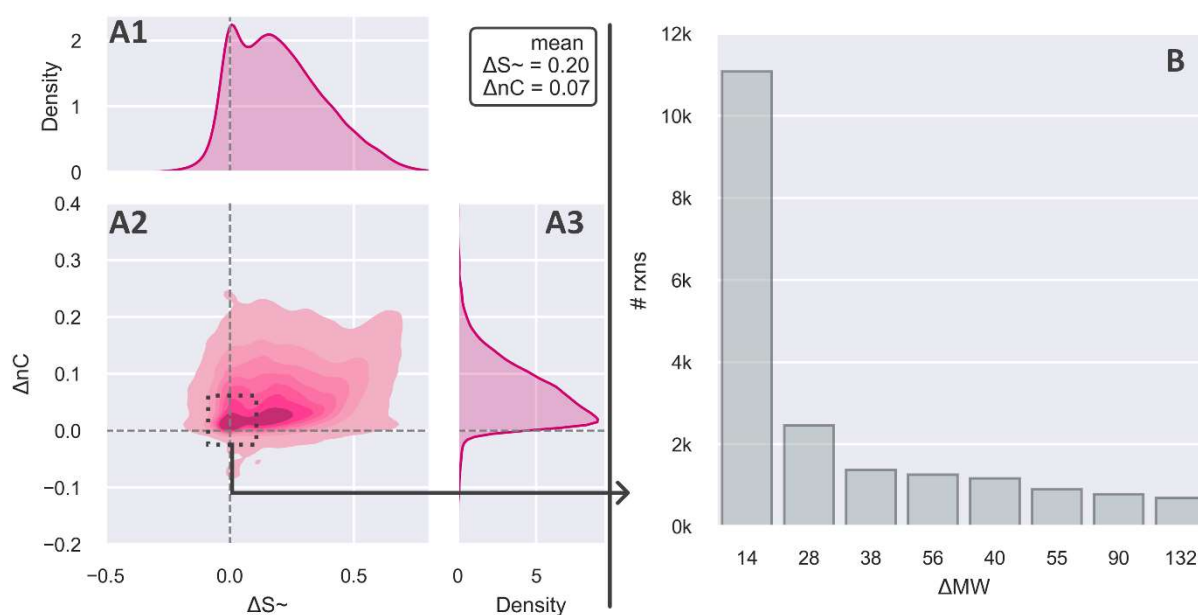 A1
Density
2
1
0
mean
ΔS~ = 0.20
ΔnC = 0.07
A2
ΔnC
0.4
0.3
0.2
0.1
0.0
−0.1
−0.2
−0.5
0.0
0.5
ΔS~
A3
0
5
Density
B
# rxns
12k
10k
8k
6k
4k
2k
0k
14 28 38 56 40 55 90 132
ΔMW